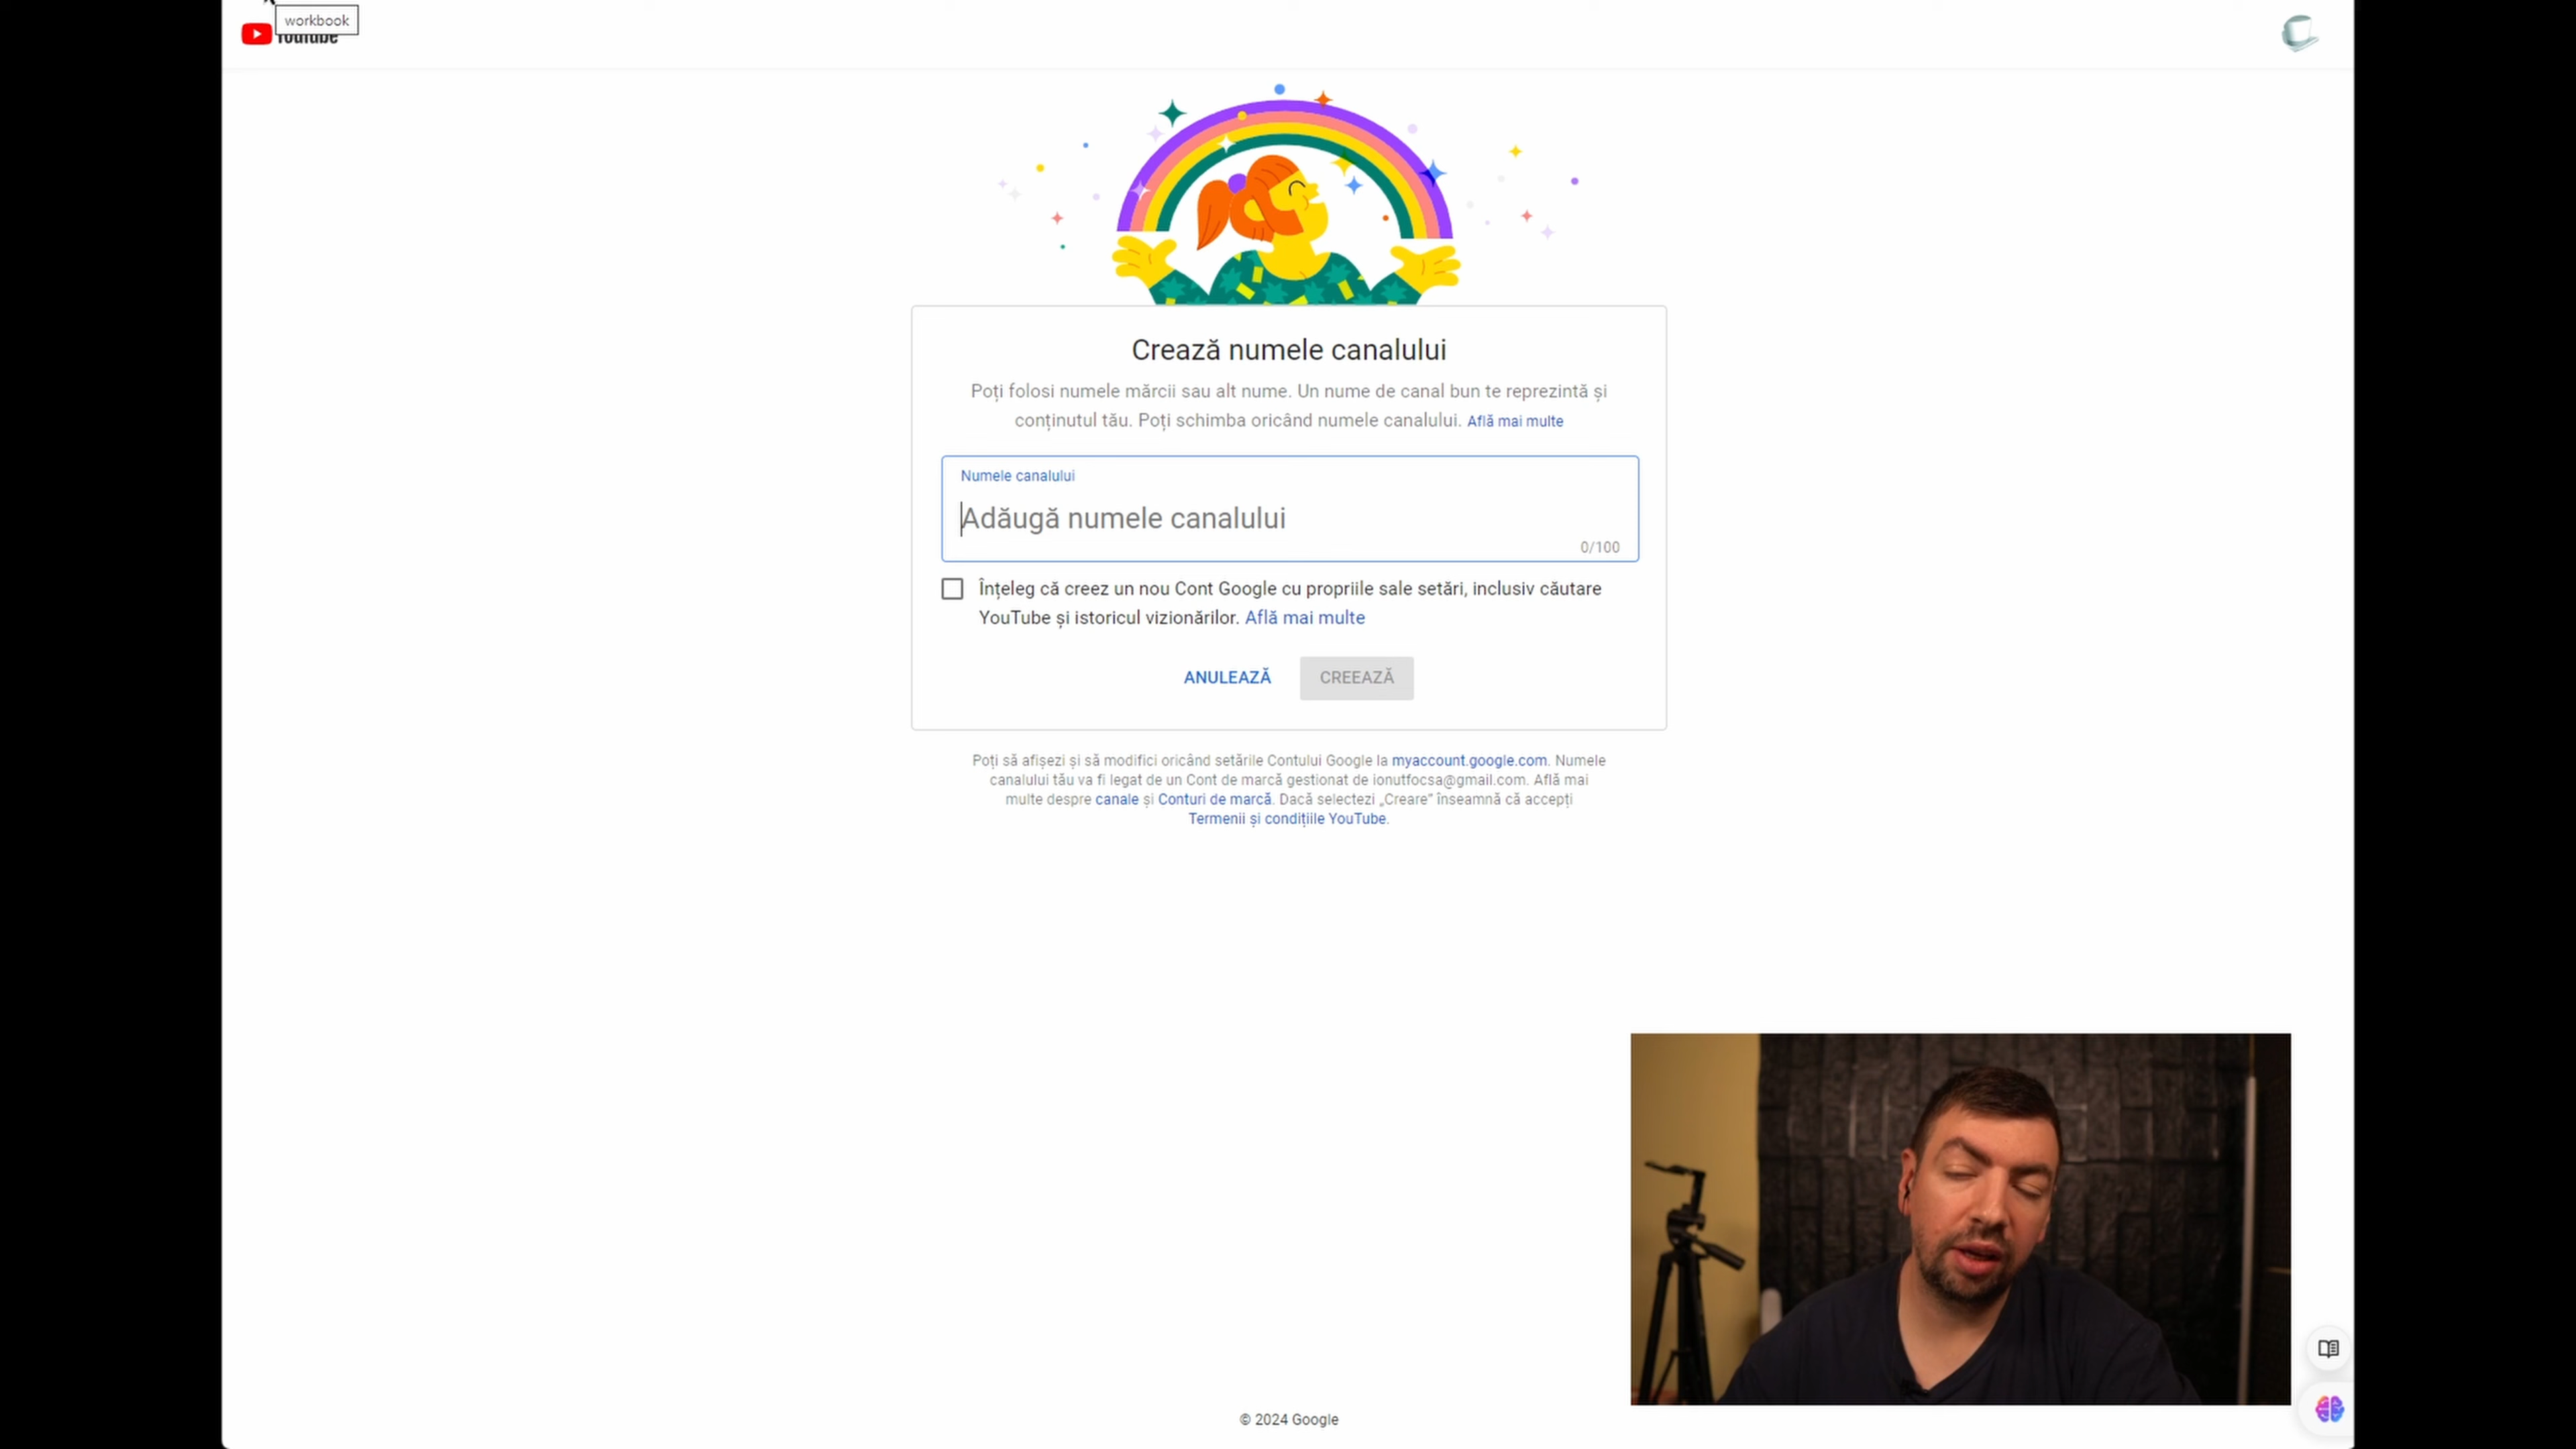 workbook
YouTube
Crează numele canalului
Poți folosi numele mărcii sau alt nume. Un nume de canal bun te reprezintă și
conținutul tău. Poți schimba oricând numele canalului. Află mai multe
Numele canalului
Adăugă numele canalului
0/100
Înțeleg că creez un nou Cont Google cu propriile sale setări, inclusiv căutare
YouTube și istoricul vizionărilor. Află mai multe
ANULEAZĂ CREEAZĂ
Poți să afișezi și să modifici oricând setările Contului Google la myaccount.google.com. Numele
canalului tău va fi legat de un Cont de marcă gestionat de ionutfocsa@gmail.com. Află mai
multe despre canale și Conturi de marcă. Dacă selectezi „Creare” înseamnă că accepți
Termenii și condițiile YouTube.
© 2024 Google